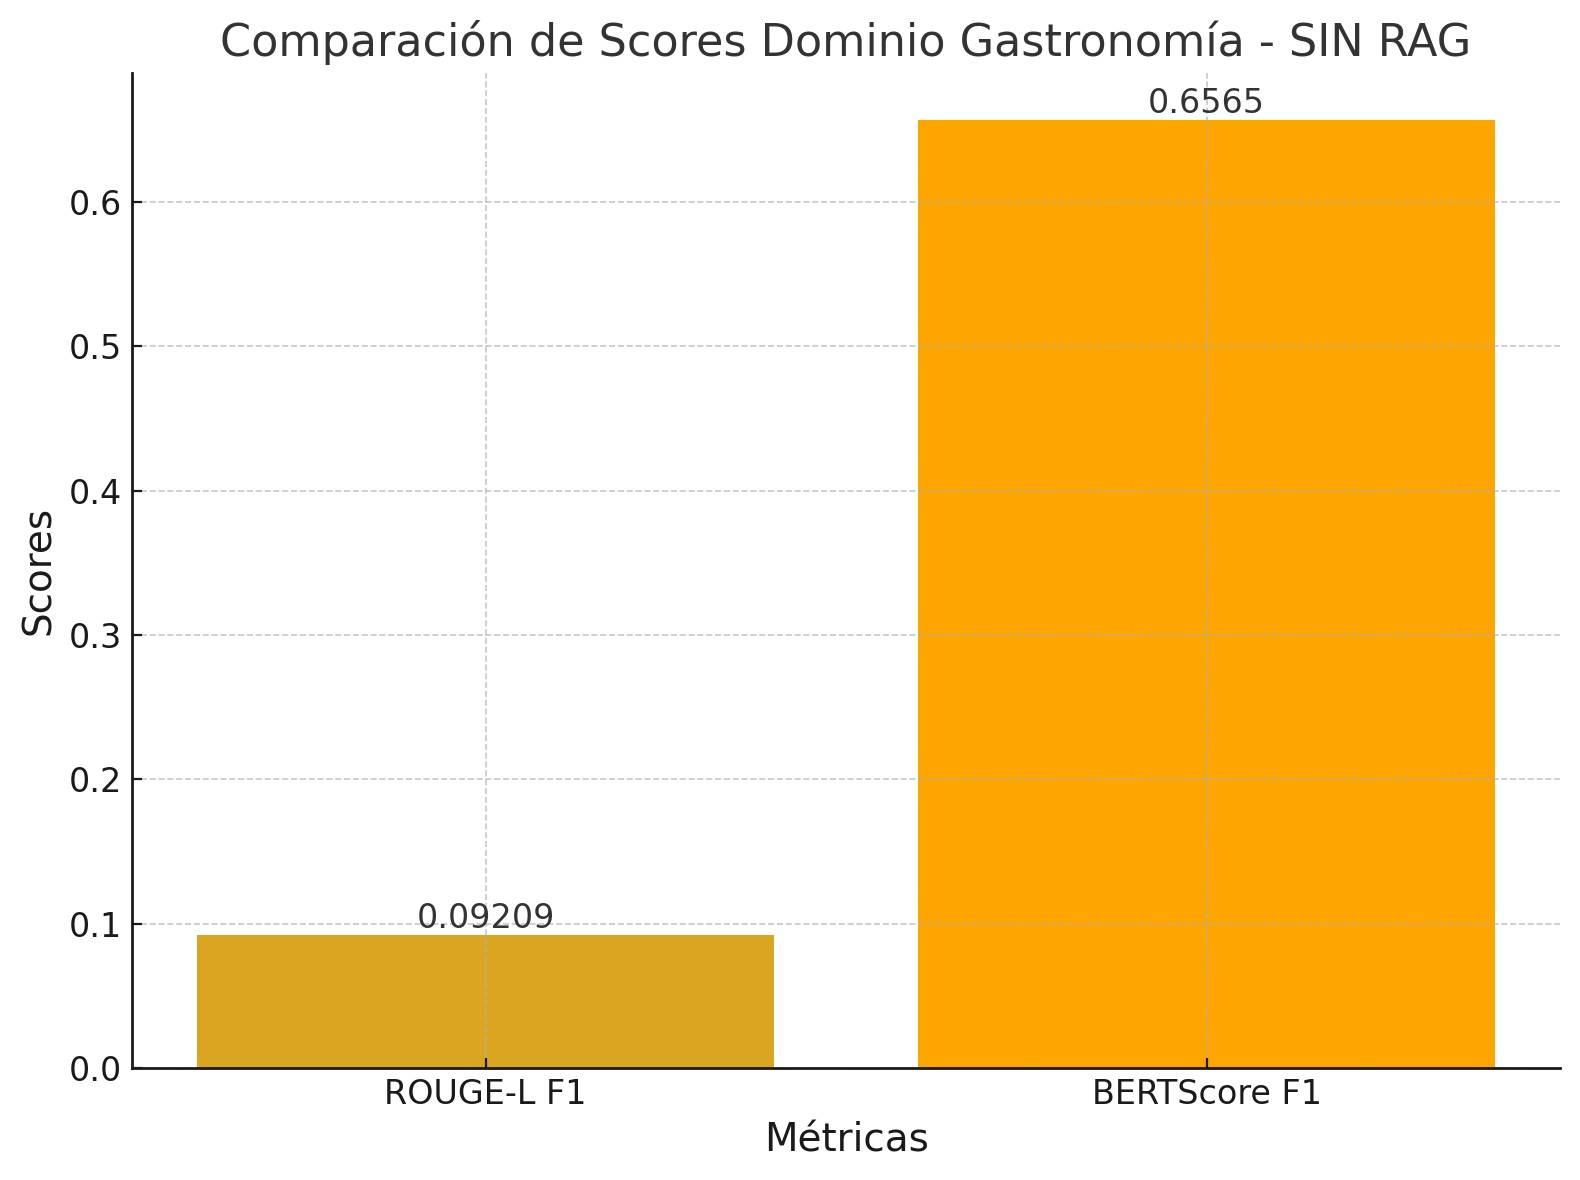 Comparación de Scores Dominio Gastronomía - SIN RAG
0.6565
0.6
0.5
0.4
Scores
0.3
0.2
0.09209
0.1
0.0
ROUGE-L F1
BERTScore F1
Métricas